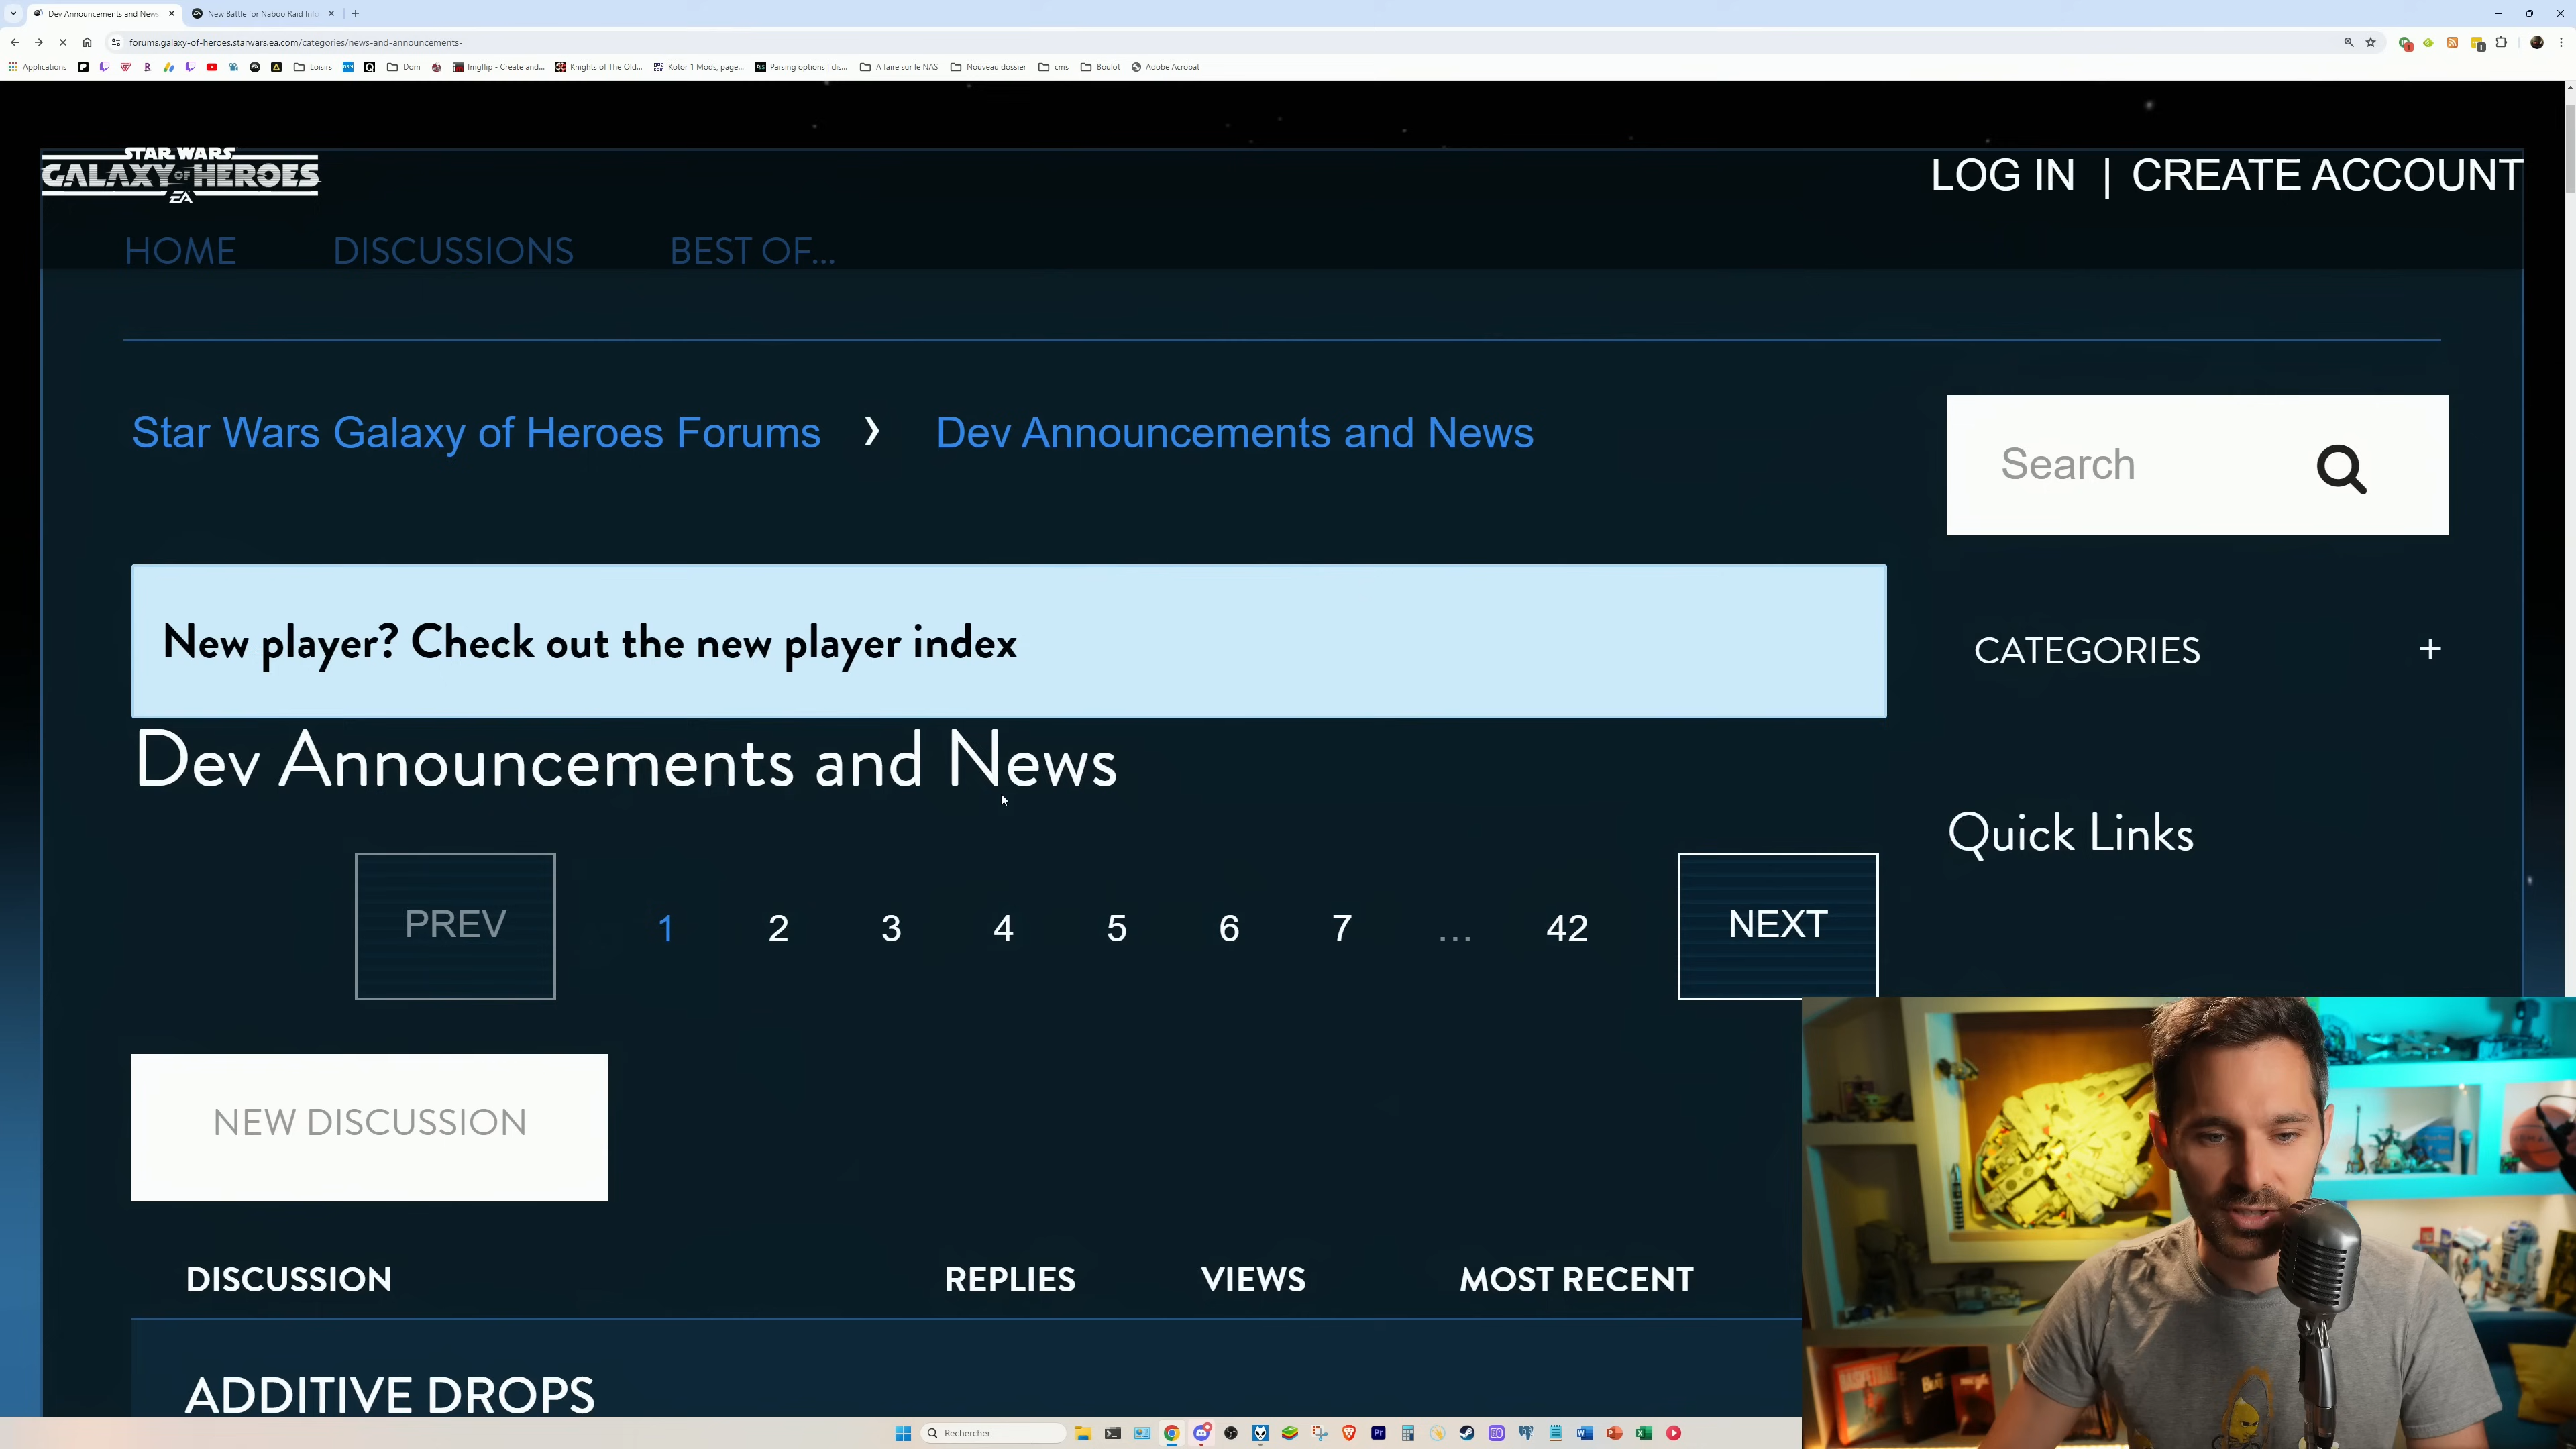 Dev Announcements and News
New Battle for Naboo Raid Info
forums.galaxy-of-heroes.starwars.ea.com/categories/news-and-announcements-
Applications
Loisirs
Dom
Imgflip - Create and...
Knights of The Old...
Kotor 1 Mods, page...
Parsing options | dis...
A faire sur le NAS
Nouveau dossier
cms
Boulot
Adobe Acrobat
STAR WARS
GALAXY OF HEROES
EA
LOG IN | CREATE ACCOUNT
HOME DISCUSSIONS BEST OF...
Star Wars Galaxy of Heroes Forums › Dev Announcements and News
Search
New player? Check out the new player index
CATEGORIES +
Dev Announcements and News
Quick Links
PREV 1 2 3 4 5 6 7 ... 42 NEXT
NEW DISCUSSION
DISCUSSION REPLIES VIEWS MOST RECENT
ADDITIVE DROPS
Rechercher